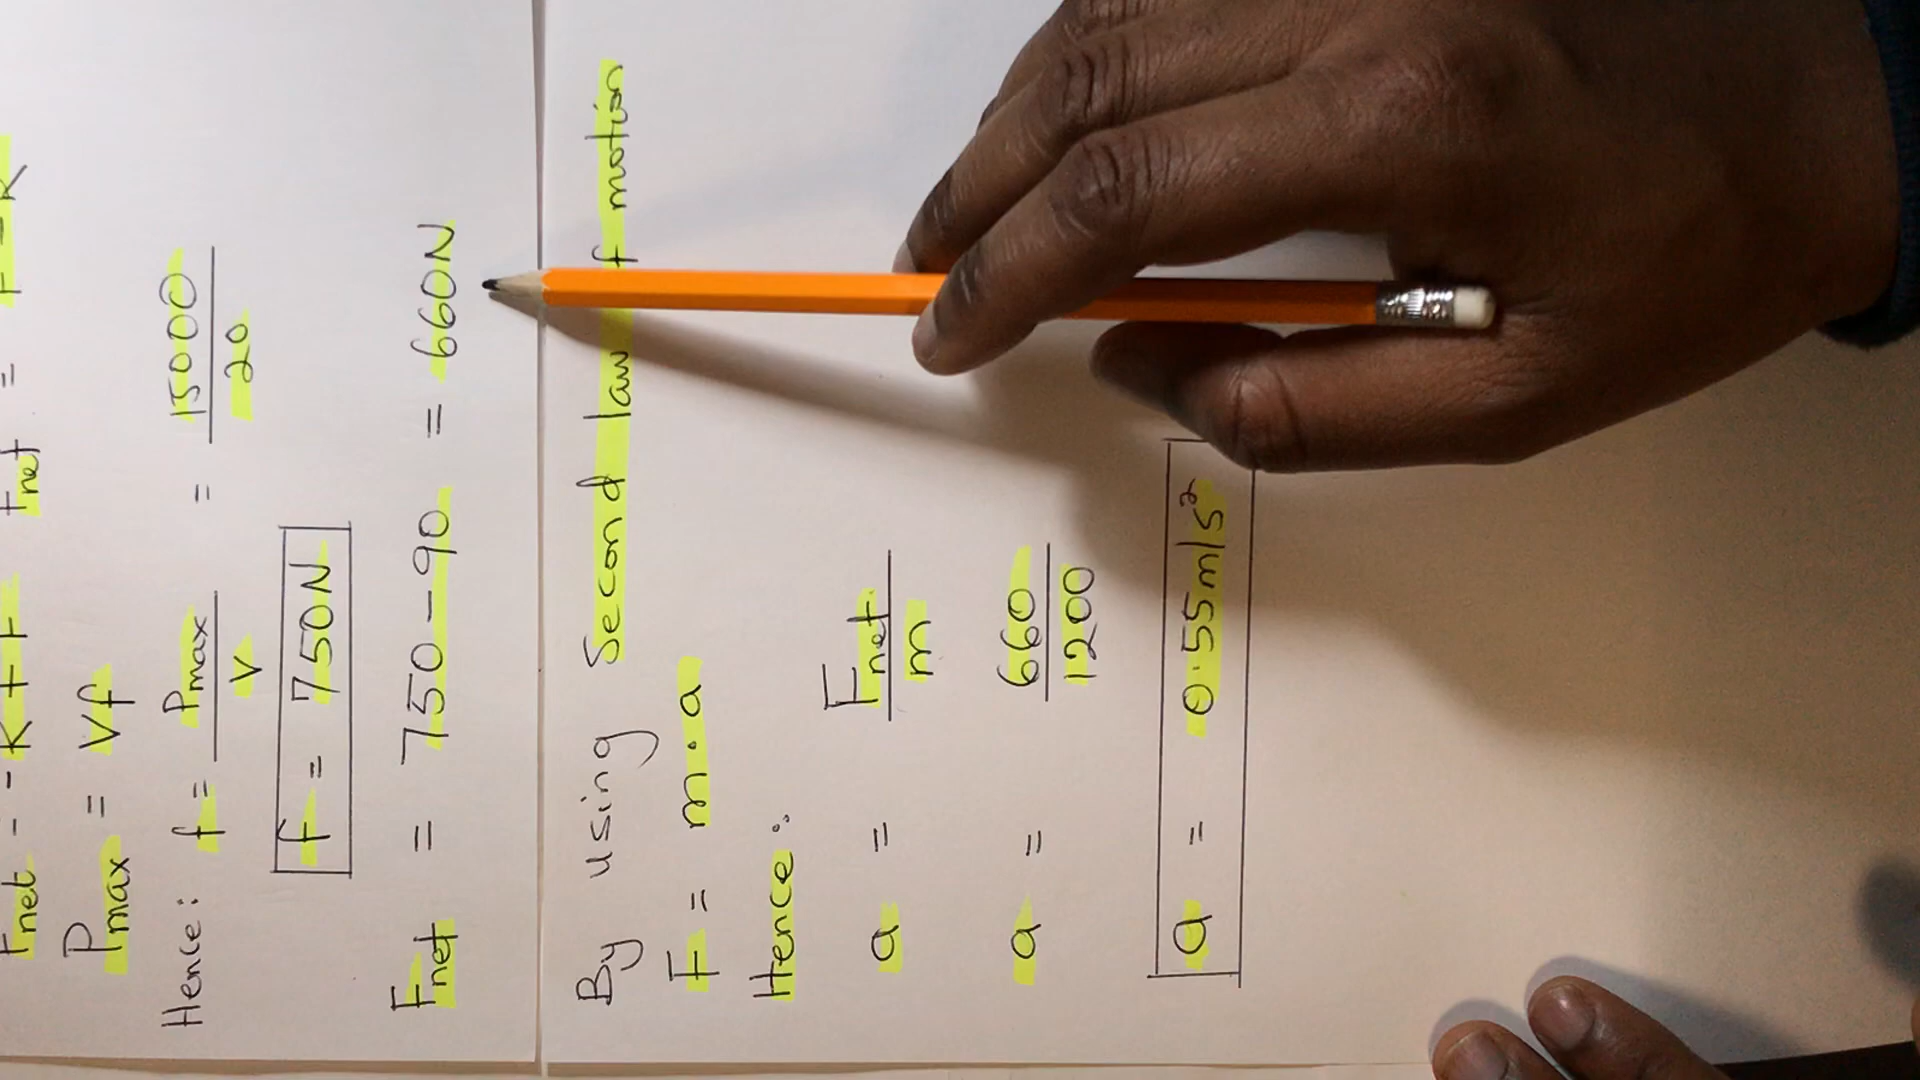 Fnet = -K + f Fnet = f - K
Pmax = vf
Hence: f = Pmax / v = 15000 / 20
f = 750N
Fnet = 750 - 90 = 660N
By using Second law f motion
F = m . a
Hence:
a = Fnet / m
a = 660 / 1200
a = 0.55 m/s²